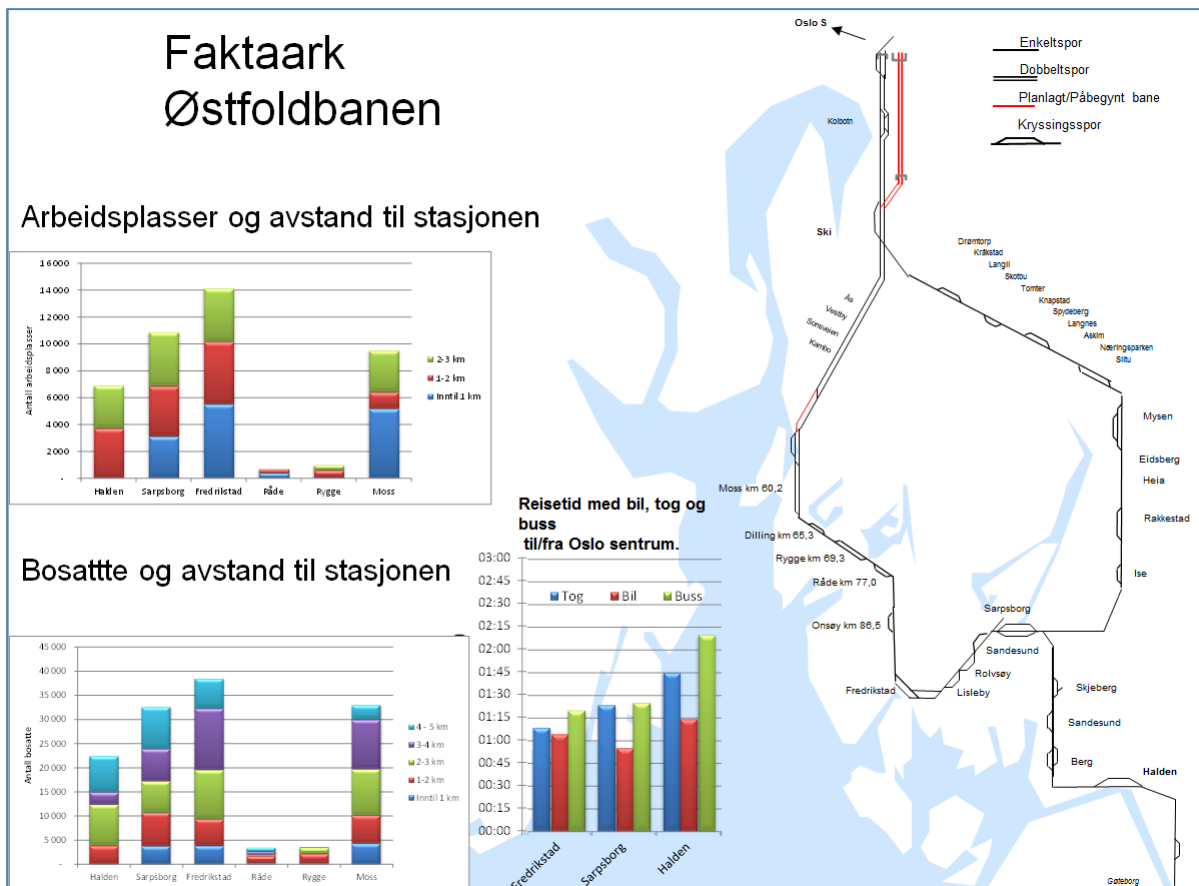 Faktaark
Østfoldbanen
Arbeidsplasser og avstand til stasjonen
Antall arbeidsplasser
16 000
14 000
12 000
10 000
8 000
6 000
4 000
2 000
-
Halden Sarpsborg Fredrikstad Råde Rygge Moss
2-3 km
1-2 km
Inntil 1 km
Bosattte og avstand til stasjonen
Antall bosatte
45 000
40 000
35 000
30 000
25 000
20 000
15 000
10 000
5 000
-
Halden Sarpsborg Fredrikstad Råde Rygge Moss
4 - 5 km
3-4 km
2-3 km
1-2 km
Inntil 1 km
Reisetid med bil, tog og
buss
til/fra Oslo sentrum.
03:00
02:45
02:30
02:15
02:00
01:45
01:30
01:15
01:00
00:45
00:30
00:15
00:00
Tog Bil Buss
Fredrikstad
Sarpsborg
Halden
Oslo S
Enkeltspor
Dobbeltspor
Planlagt/Påbegynt bane
Kryssingsspor
Kolbotn
Ski
Ås
Vestby
Sonsveien
Kambo
Drømtorp
Kråkstad
Langli
Skotbu
Tomter
Knapstad
Spydeberg
Langnes
Askim
Næringsparken
Slitu
Mysen
Eidsberg
Heia
Rakkestad
Ise
Moss km 60,2
Dilling km 65,3
Rygge km 69,3
Råde km 77,0
Onsøy km 86,5
Fredrikstad
Lisleby
Rolvsøy
Sandesund
Sarpsborg
Skjeberg
Sandesund
Berg
Halden
Gøteborg